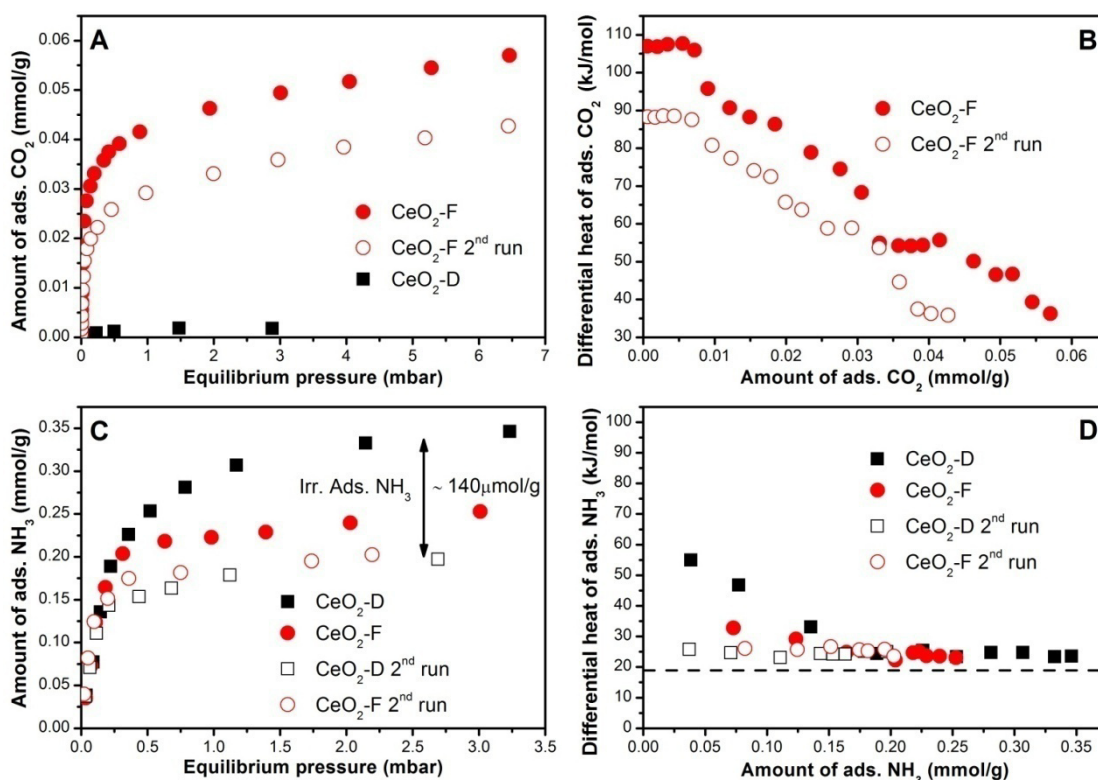 A
Amount of ads. CO2 (mmol/g)
0.06
0.05
0.04
0.03
0.02
0.01
0.00
CeO2-F
CeO2-F 2nd run
CeO2-D
0 1 2 3 4 5 6 7
Equilibrium pressure (mbar)
B
Differential heat of ads. CO2 (kJ/mol)
110
100
90
80
70
60
50
40
30
CeO2-F
CeO2-F 2nd run
0.00 0.01 0.02 0.03 0.04 0.05 0.06
Amount of ads. CO2 (mmol/g)
C
Amount of ads. NH3 (mmol/g)
0.35
0.30
0.25
0.20
0.15
0.10
0.05
0.00
Irr. Ads. NH3 ~ 140μmol/g
CeO2-D
CeO2-F
CeO2-D 2nd run
CeO2-F 2nd run
0.0 0.5 1.0 1.5 2.0 2.5 3.0 3.5
Equilibrium pressure (mbar)
D
Differential heat of ads. NH3 (kJ/mol)
100
90
80
70
60
50
40
30
20
10
0
CeO2-D
CeO2-F
CeO2-D 2nd run
CeO2-F 2nd run
0.00 0.05 0.10 0.15 0.20 0.25 0.30 0.35
Amount of ads. NH3 (mmol/g)